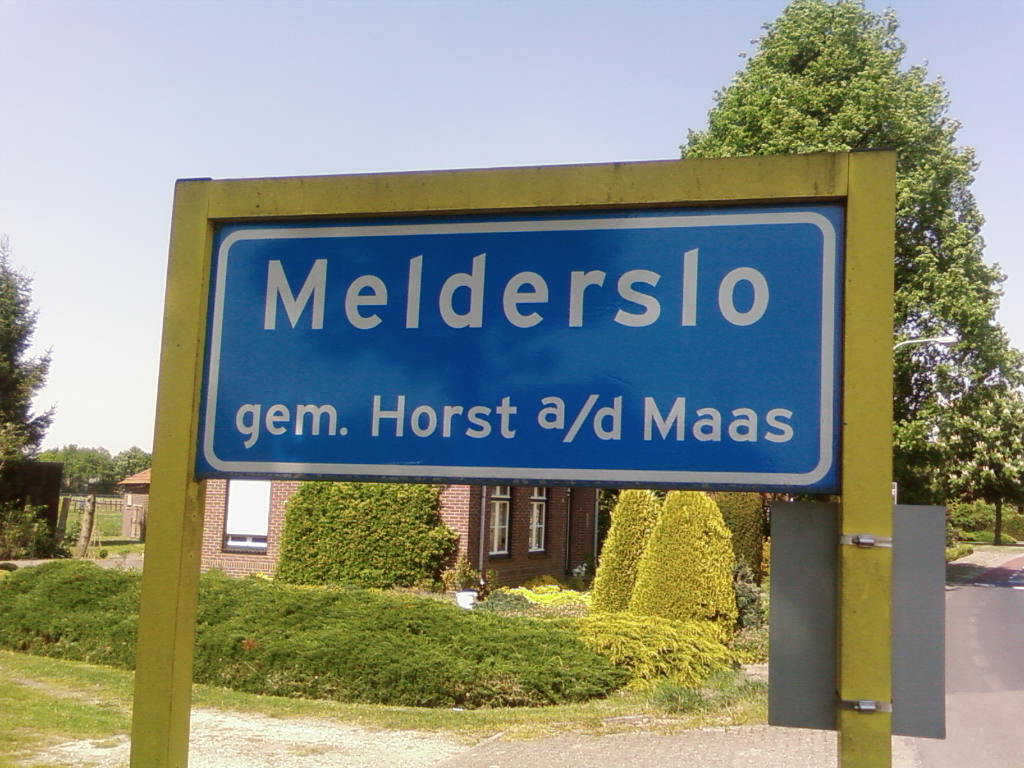 Melderslo
gem. Horst a/d Maas